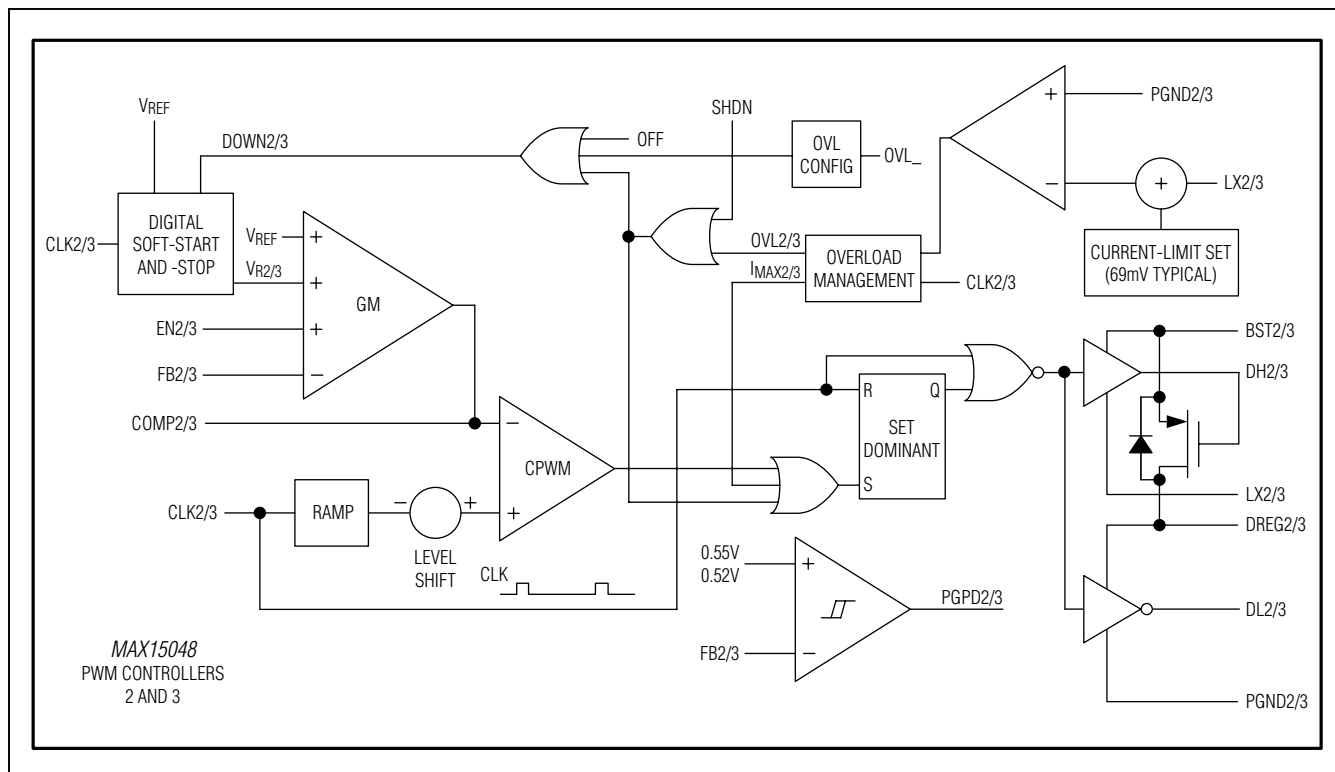 VREF
SHDN
PGND2/3
DOWN2/3
OFF
OVL
CONFIG
OVL_
+
−
+
LX2/3
DIGITAL
SOFT-START
AND -STOP
CLK2/3
VREF
+
VR2/3
+
GM
EN2/3
+
FB2/3
−
OVL2/3
IMAX2/3
OVERLOAD
MANAGEMENT
CLK2/3
CURRENT-LIMIT SET
(69mV TYPICAL)
BST2/3
DH2/3
COMP2/3
−
CPWM
+
R
Q
SET
DOMINANT
S
CLK2/3
RAMP
−
+
LEVEL
SHIFT
CLK
LX2/3
DREG2/3
0.55V
0.52V
+
PGPD2/3
FB2/3
−
DL2/3
PGND2/3
MAX15048
PWM CONTROLLERS
2 AND 3